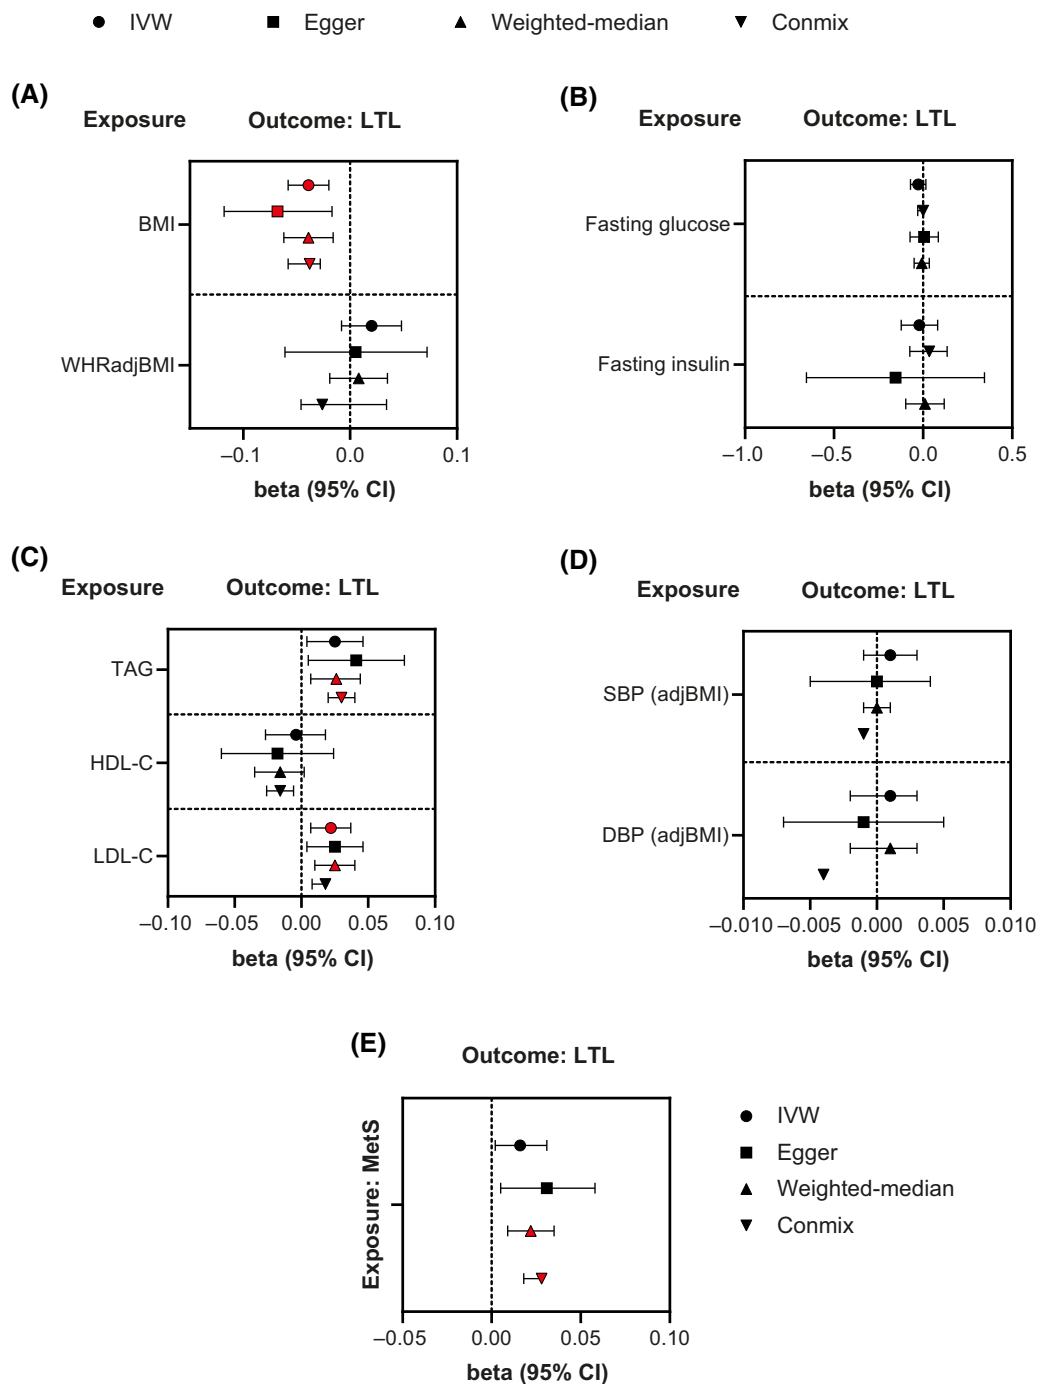 IVW Egger Weighted-median Conmix
(A)
Exposure Outcome: LTL
BMI
WHRadjBMI
–0.1 0.0 0.1
beta (95% CI)
(B)
Exposure Outcome: LTL
Fasting glucose
Fasting insulin
–1.0 –0.5 0.0 0.5
beta (95% CI)
(C)
Exposure Outcome: LTL
TAG
HDL-C
LDL-C
–0.10 –0.05 0.00 0.05 0.10
beta (95% CI)
(D)
Exposure Outcome: LTL
SBP (adjBMI)
DBP (adjBMI)
–0.010 –0.005 0.000 0.005 0.010
beta (95% CI)
(E)
Outcome: LTL
Exposure: MetS
–0.05 0.00 0.05 0.10
beta (95% CI)
IVW
Egger
Weighted-median
Conmix